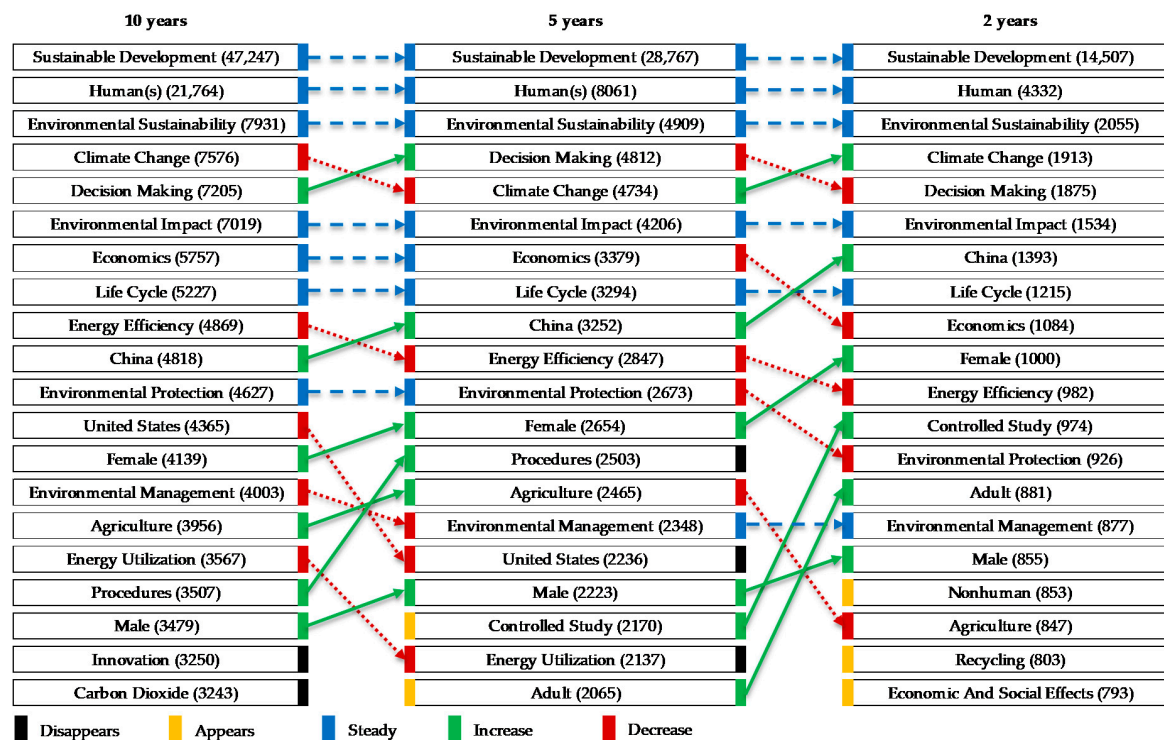 10 years
5 years
2 years
Sustainable Development (47,247)
Sustainable Development (28,767)
Sustainable Development (14,507)
Human(s) (21,764)
Human(s) (8061)
Human (4332)
Environmental Sustainability (7931)
Environmental Sustainability (4909)
Environmental Sustainability (2055)
Climate Change (7576)
Decision Making (4812)
Climate Change (1913)
Decision Making (7205)
Climate Change (4734)
Decision Making (1875)
Environmental Impact (7019)
Environmental Impact (4206)
Environmental Impact (1534)
Economics (5757)
Economics (3379)
China (1393)
Life Cycle (5227)
Life Cycle (3294)
Life Cycle (1215)
Energy Efficiency (4869)
China (3252)
Economics (1084)
China (4818)
Energy Efficiency (2847)
Female (1000)
Environmental Protection (4627)
Environmental Protection (2673)
Energy Efficiency (982)
United States (4365)
Female (2654)
Controlled Study (974)
Female (4139)
Procedures (2503)
Environmental Protection (926)
Environmental Management (4003)
Agriculture (2465)
Adult (881)
Agriculture (3956)
Environmental Management (2348)
Environmental Management (877)
Energy Utilization (3567)
United States (2236)
Male (855)
Procedures (3507)
Male (2223)
Nonhuman (853)
Male (3479)
Controlled Study (2170)
Agriculture (847)
Innovation (3250)
Energy Utilization (2137)
Recycling (803)
Carbon Dioxide (3243)
Adult (2065)
Economic And Social Effects (793)
Disappears
Appears
Steady
Increase
Decrease